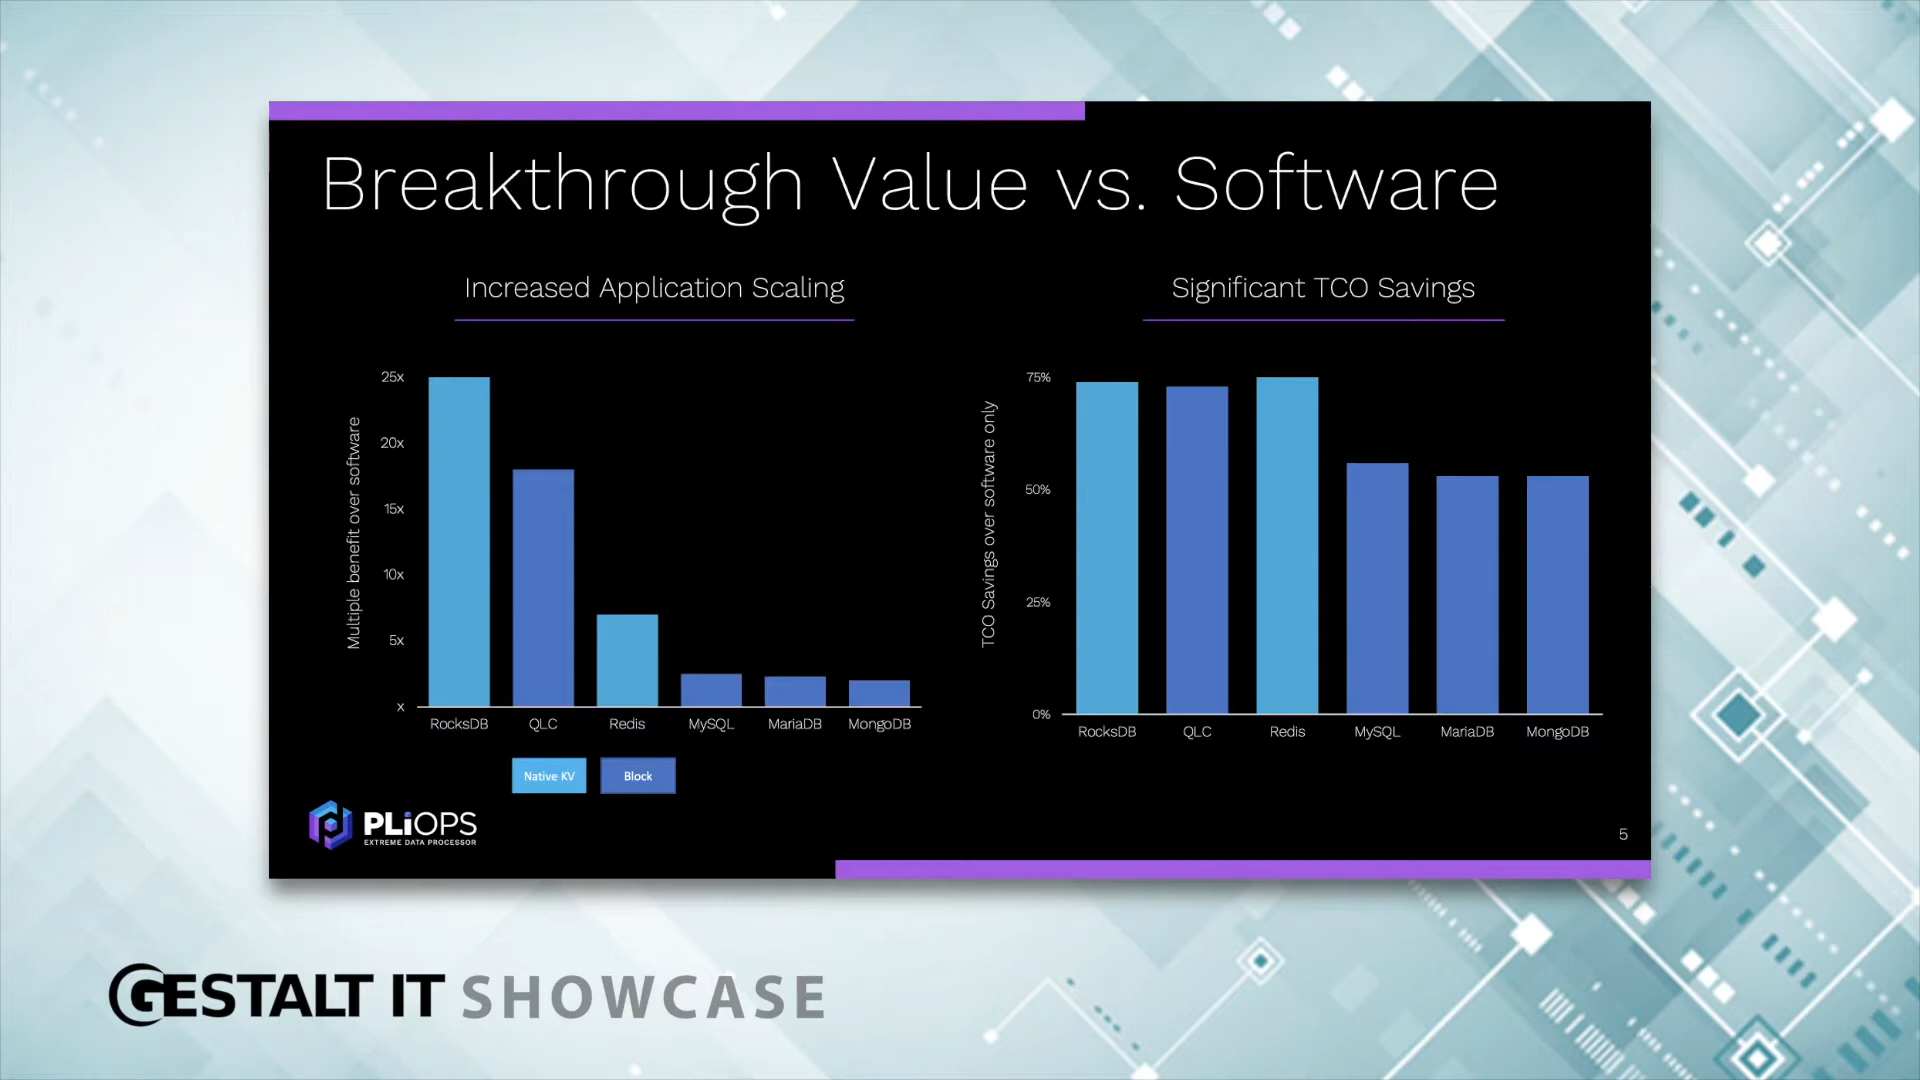 Breakthrough Value vs. Software
Increased Application Scaling
Multiple benefit over software
25x
20x
15x
10x
5x
x
RocksDB QLC Redis MySQL MariaDB MongoDB
Native KV Block
Significant TCO Savings
TCO Savings over software only
75%
50%
25%
0%
RocksDB QLC Redis MySQL MariaDB MongoDB
PLiOPS
EXTREME DATA PROCESSOR
5
GESTALT IT SHOWCASE